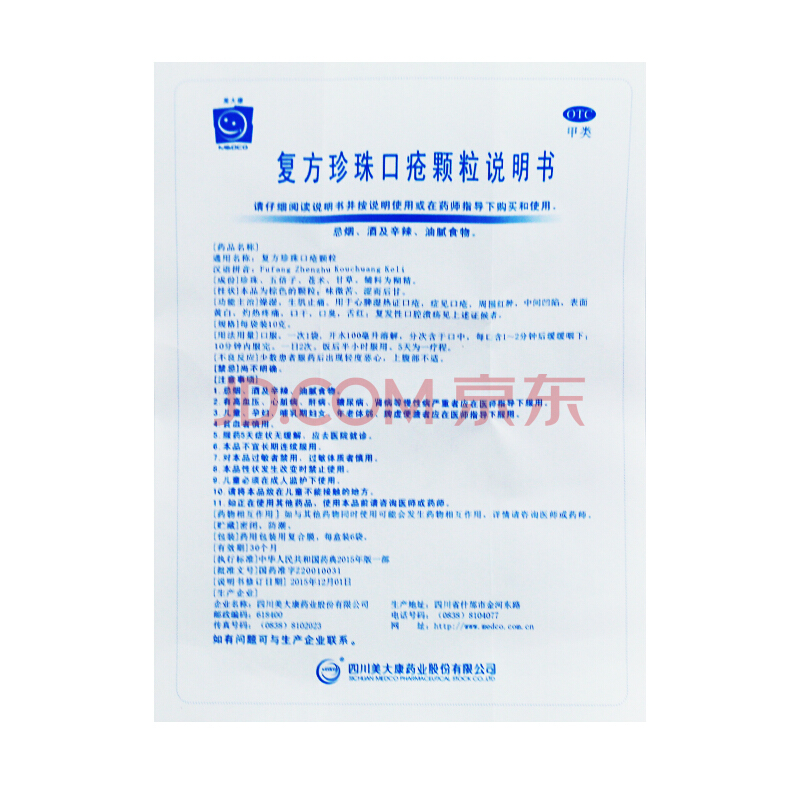 美大康
MEDCO
OTC
甲类
复方珍珠口疮颗粒说明书
请仔细阅读说明书并按说明使用或在药师指导下购买和使用。
忌烟、酒及辛辣、油腻食物。
[药品名称]
通用名称：复方珍珠口疮颗粒
汉语拼音：Fufang Zhenzhu Kouchuang Keli
[成份]珍珠、五倍子、苍术、甘草。辅料为糊精。
[性状]本品为棕色的颗粒；味微苦、涩而后甘。
[功能主治]燥湿，生肌止痛。用于心脾湿热证口疮，症见口疮，周围红肿，中间凹陷，表面
黄白，灼热疼痛，口干，口臭，舌红；复发性口腔溃疡见上述证候者。
[规格]每袋装10克。
[用法用量]口服，一次1袋，开水100毫升溶解，分次含于口中，每口含1－2分钟后缓缓咽下；
10分钟内服完。一日2次。饭后半小时服用，5天为一疗程。
[不良反应]少数患者服药后出现轻度恶心，上腹部不适。
[禁忌]尚不明确。
[注意事项]
1.忌烟、酒及辛辣、油腻食物。
2.有高血压、心脏病、肝病、糖尿病、肾病等慢性病严重者应在医师指导下服用。
3.儿童、孕妇、哺乳期妇女、年老体弱、脾虚便溏者应在医师指导下服用。
4.贫血者慎用。
5.服药5天症状无缓解，应去医院就诊。
6.本品不宜长期连续服用。
7.对本品过敏者禁用，过敏体质者慎用。
8.本品性状发生改变时禁止使用。
9.儿童必须在成人监护下使用。
10.请将本品放在儿童不能接触的地方。
11.如正在使用其他药品，使用本品前请咨询医师或药师。
[药物相互作用]如与其他药物同时使用可能会发生药物相互作用，详情请咨询医师或药师。
[贮藏]密闭，防潮。
[包装]药用包装用复合膜，每盒装6袋。
[有效期]36个月
[执行标准]中华人民共和国药典2015年版一部
[批准文号]国药准字Z20010031
[说明书修订日期]2015年12月01日
[生产企业]
企业名称：四川美大康药业股份有限公司 生产地址：四川省什邡市金河东路
邮政编码：618400 电话号码：（0838）8104077
传真号码：（0838）8102023 网 址：http://www.medco.com.cn
如有问题可与生产企业联系。
四川美大康药业股份有限公司
SICHUAN MEDCO PHARMACEUTICAL STOCK CO.,LTD
JD.COM 京东